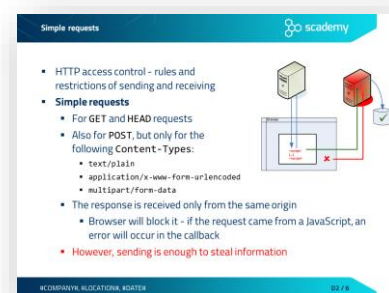 Simple requests
scademy
HTTP access control - rules and
restrictions of sending and receiving
Simple requests
For GET and HEAD requests
Also for POST, but only for the
following Content-Types:
text/plain
application/x-www-form-urlencoded
multipart/form-data
The response is received only from the same origin
Browser will block it - if the request came from a JavaScript, an
error will occur in the callback
However, sending is enough to steal information
#COMPANY#, #LOCATION#, #DATE#
D2 / 6